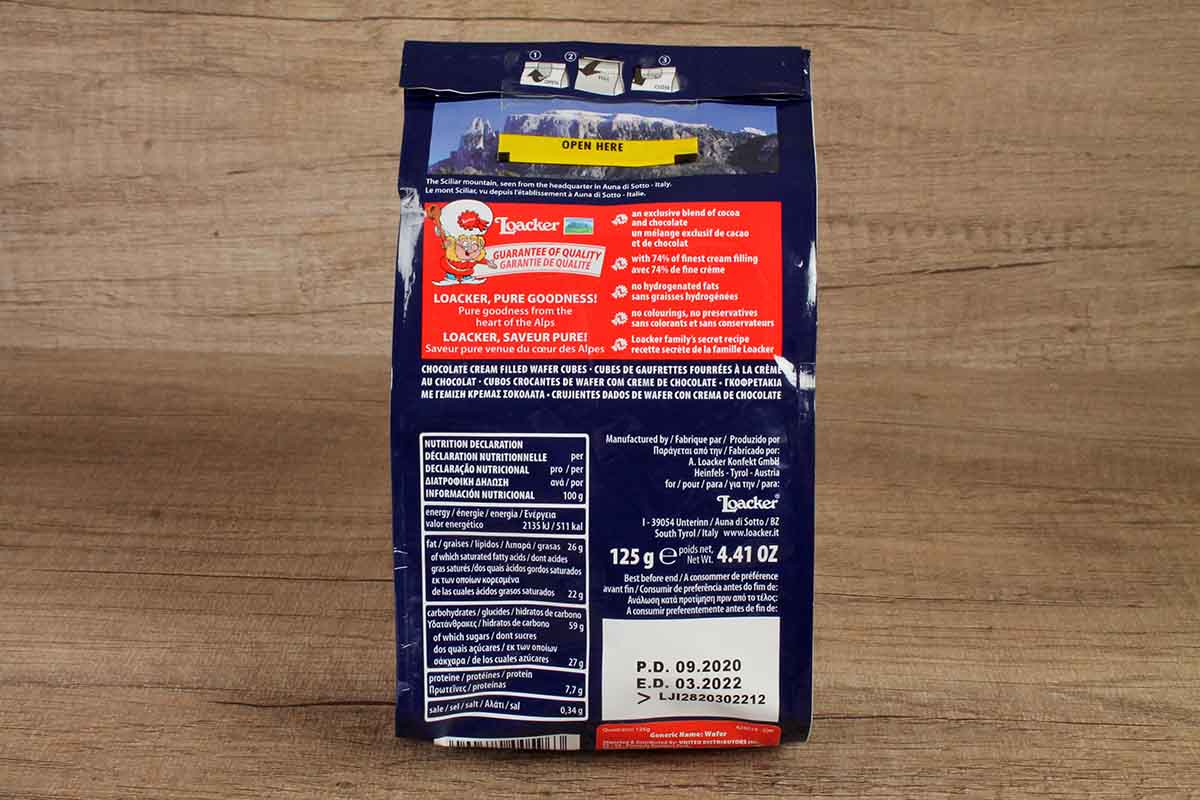 1 2 3
OPEN FILL CLOSE
OPEN HERE
The Sciliar mountain, seen from the headquarter in Auna di Sotto - Italy.
Le mont Sciliar, vu depuis l'établissement à Auna di Sotto - Italie.
Loacker
GUARANTEE OF QUALITY
GARANTIE DE QUALITÉ
LOACKER, PURE GOODNESS!
Pure goodness from the
heart of the Alps
LOACKER, SAVEUR PURE!
Saveur pure venue du cœur des Alpes
an exclusive blend of cocoa
and chocolate
un mélange exclusif de cacao
et de chocolat
with 74% of finest cream filling
avec 74% de fine crème
no hydrogenated fats
sans graisses hydrogénées
no colourings, no preservatives
sans colorants et sans conservateurs
Loacker family's secret recipe
recette secrète de la famille Loacker
CHOCOLATE CREAM FILLED WAFER CUBES • CUBES DE GAUFRETTES FOURRÉES À LA CRÈME
AU CHOCOLAT • CUBOS CROCANTES DE WAFER COM CREME DE CHOCOLATE • ΓΚΟΦΡΕΤΑΚΙΑ
ΜΕ ΓΕΜΙΣΗ ΚΡΕΜΑΣ ΣΟΚΟΛΑΤΑ • CRUJIENTES DADOS DE WAFER CON CREMA DE CHOCOLATE
NUTRITION DECLARATION
DÉCLARATION NUTRITIONNELLE per
DECLARAÇÃO NUTRICIONAL pro / per
ΔΙΑΤΡΟΦΙΚΗ ΔΗΛΩΣΗ ανά / por
INFORMACIÓN NUTRICIONAL 100 g
energy / énergie / energia / Ενέργεια
valor energético 2135 kJ / 511 kal
fat / graises / lípidos / Λιπαρά / grasas 26 g
of which saturated fatty acids / dont acides
gras saturés / dos quais ácidos gordos saturados
εκ των οποίων κορεσμένα
de las cuales ácidos grasos saturados 22 g
carbohydrates / glucides / hidratos de carbono
Υδατάνθρακες / hidratos de carbono 59 g
of which sugars / dont sucres
dos quais açúcares / εκ των οποίων
σάκχαρα / de los cuales azúcares 27 g
proteine / protéines / protein
Πρωτεΐνες / proteínas 7,7 g
sale / sel / salt / Αλάτι / sal 0,34 g
Manufactured by / Fabrique par / Produzido por
Παράγεται από την / Fabricado por:
A. Loacker Konfekt GmbH
Heinfels - Tyrol - Austria
for / pour / para / για την / para:
Loacker®
I - 39054 Unterinn / Auna di Sotto / BZ
South Tyrol / Italy www.loacker.it
125 g e poids net, Net Wt. 4.41 OZ
Best before end / A consommer de préférence
avant fin / Consumir de preferência antes do fim de:
Ανάλωση κατά προτίμηση πριν από το τέλος:
A consumir preferentemente antes de fin de:
P.D. 09.2020
E.D. 03.2022
> LJI2820302212
Quadratini 125g
Generic Name: Wafer
Imported & Distributed By: UNITED DISTRIBUTORS INC.